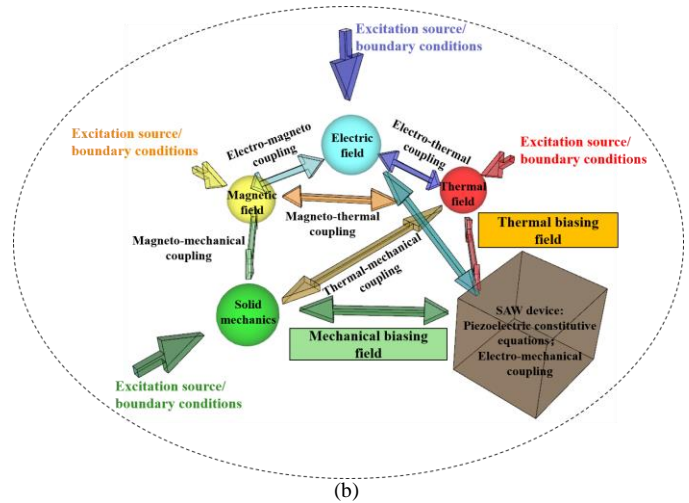 Excitation source/
boundary conditions
Excitation source/
boundary conditions
Electro-magneto
coupling
Electric
field
Electro-thermal
coupling
Excitation source/
boundary conditions
Magnetic
field
Magneto-thermal
coupling
Thermal
field
Magneto-mechanical
coupling
Thermal-mechanical
coupling
Thermal biasing
field
Solid
mechanics
Mechanical biasing
field
SAW device:
Piezoelectric constitutive
equations;
Electro-mechanical
coupling
Excitation source/
boundary conditions
(b)